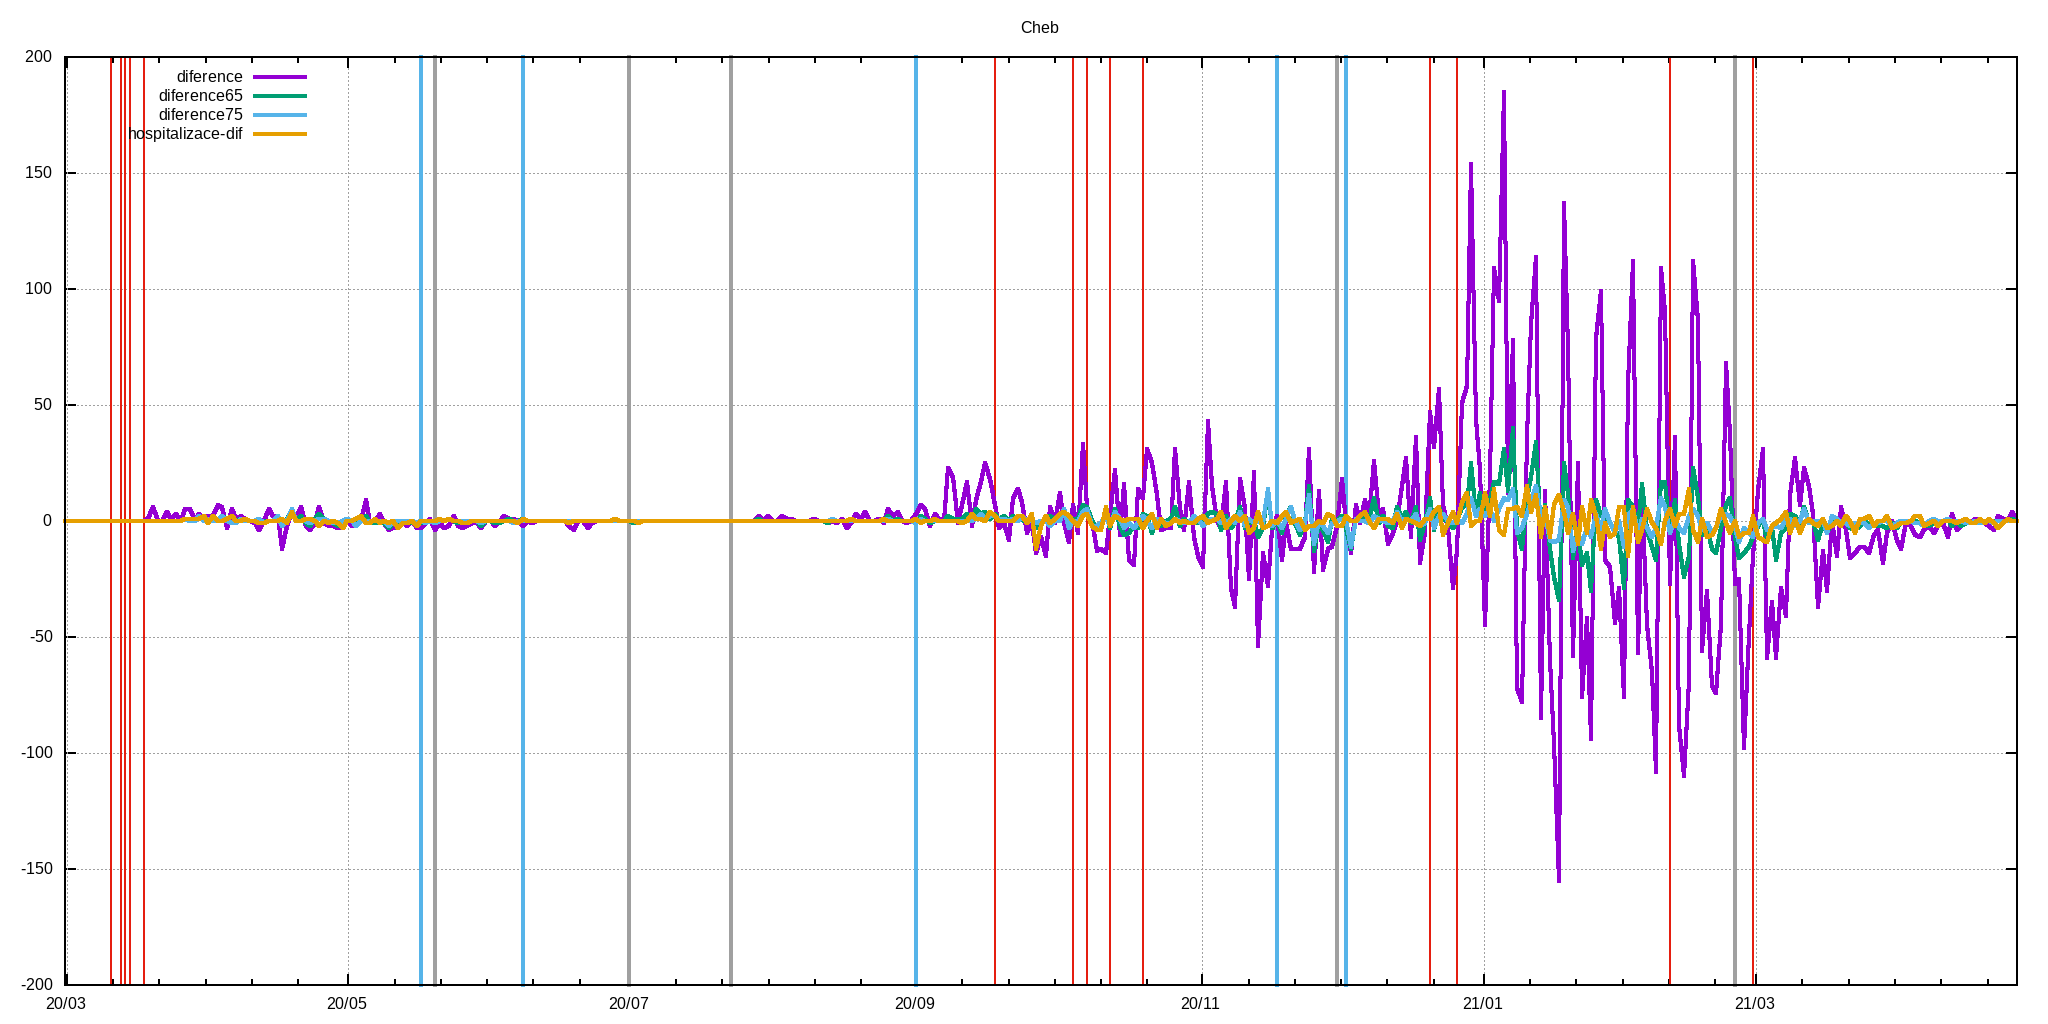 Cheb
200
150
100
50
0
-50
-100
-150
-200
diference
diference65
diference75
hospitalizace-dif
20/03 20/05 20/07 20/09 20/11 21/01 21/03